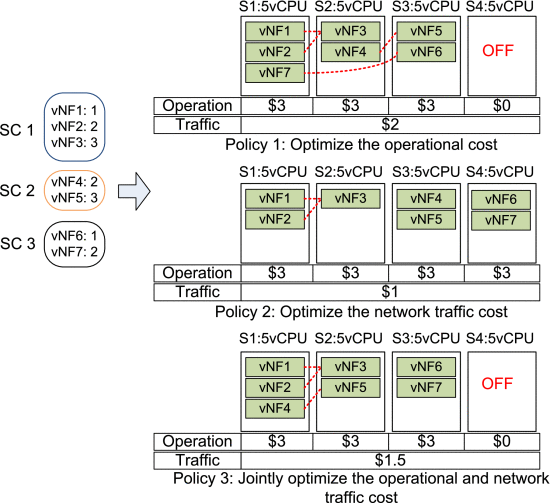 S1:5vCPU S2:5vCPU S3:5vCPU S4:5vCPU
vNF1 vNF3 vNF5
vNF2 vNF4 vNF6 OFF
vNF7
Operation $3 $3 $3 $0
Traffic $2
Policy 1: Optimize the operational cost
SC 1
vNF1: 1
vNF2: 2
vNF3: 3
SC 2
vNF4: 2
vNF5: 3
SC 3
vNF6: 1
vNF7: 2
S1:5vCPU S2:5vCPU S3:5vCPU S4:5vCPU
vNF1 vNF3 vNF4 vNF6
vNF2 vNF5 vNF7
Operation $3 $3 $3 $3
Traffic $1
Policy 2: Optimize the network traffic cost
S1:5vCPU S2:5vCPU S3:5vCPU S4:5vCPU
vNF1 vNF3 vNF6
vNF2 vNF5 vNF7 OFF
vNF4
Operation $3 $3 $3 $0
Traffic $1.5
Policy 3: Jointly optimize the operational and network
traffic cost